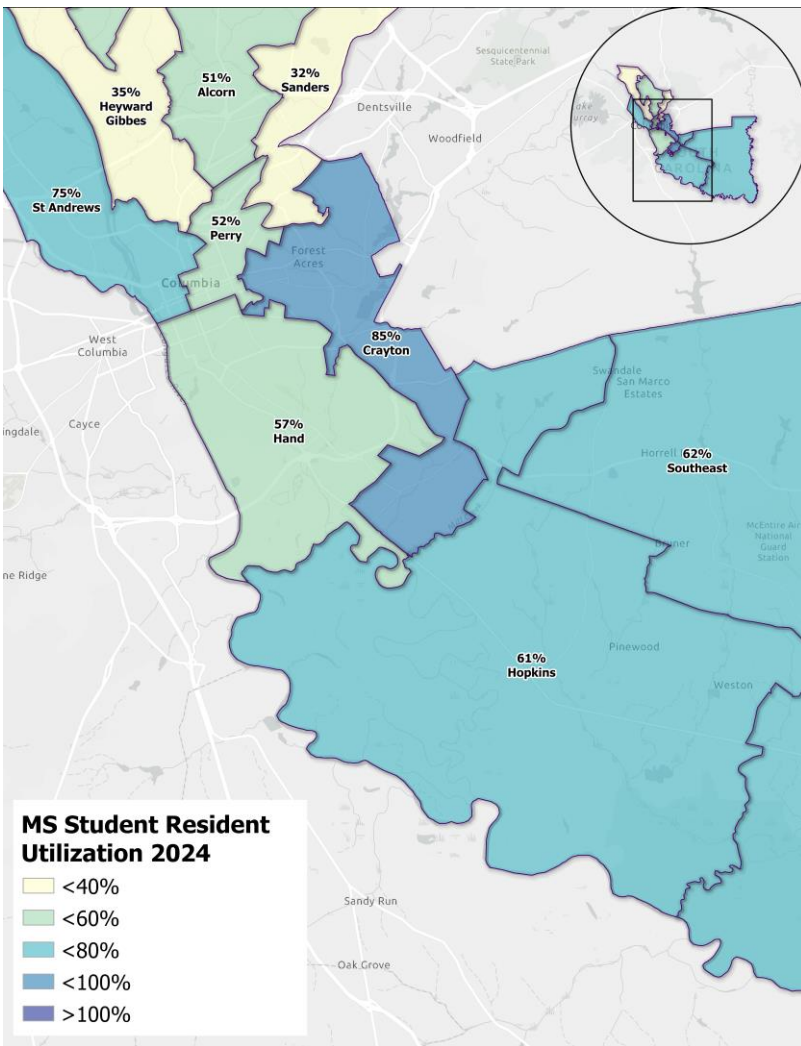 Sesquicentennial
State Park
51%
Alcorn
32%
Sanders
35%
Heyward
Gibbes
Dentsville
Woodfield
75%
St Andrews
52%
Perry
Forest
Acres
Columbia
West
Columbia
85%
Crayton
Swandale
San Marco
Estates
Cayce
57%
Hand
62%
Southeast
McEntire Air
National
Guard
Station
61%
Hopkins
Pinewood
Weston
MS Student Resident
Utilization 2024
<40%
<60%
<80%
<100%
>100%
Sandy Run
Oak Grove